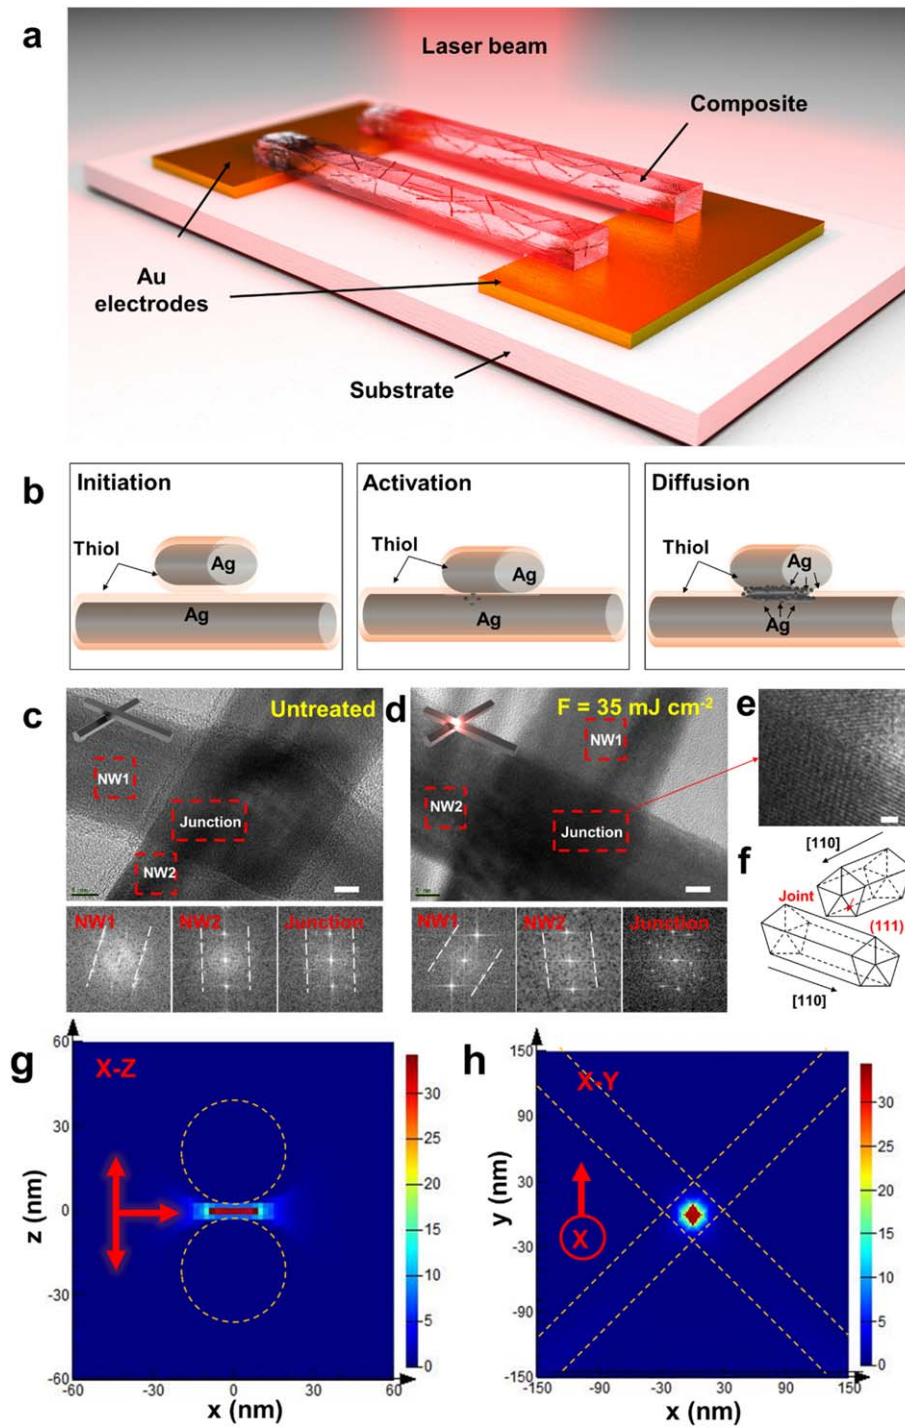 a
Laser beam
Composite
Au
electrodes
Substrate
b
Initiation
Thiol
Ag
Ag
Activation
Thiol
Ag
Ag
Diffusion
Thiol
Ag
Ag
c
Untreated
NW1
Junction
NW2
NW1
NW2
Junction
d
F = 35 mJ cm-2
NW1
NW2
Junction
NW1
NW2
Junction
e
f
[110]
Joint
(111)
[110]
g
X-Z
60
30
0
-30
-60
z (nm)
-60
-30
0
30
60
x (nm)
30
25
20
15
10
5
0
h
X-Y
150
90
30
-30
-90
-150
y (nm)
X
-150
-90
-30
30
90
150
x (nm)
30
25
20
15
10
5
0